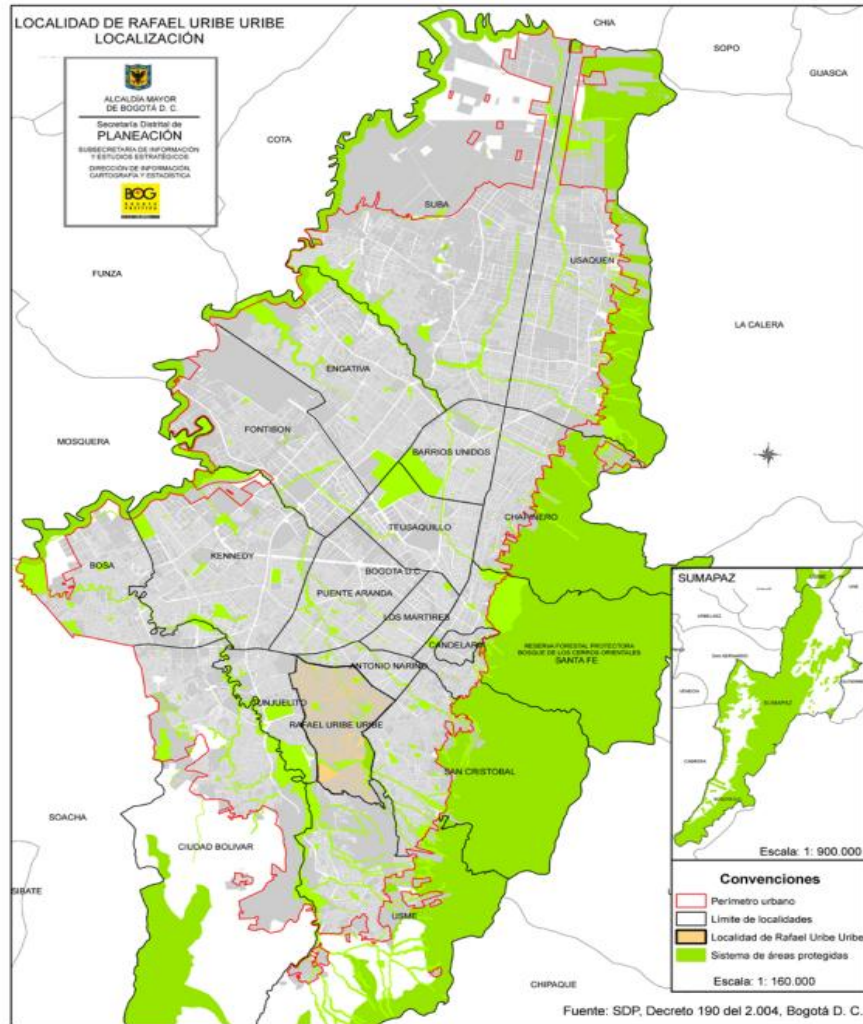 LOCALIDAD DE RAFAEL URIBE URIBE
LOCALIZACIÓN
ALCALDÍA MAYOR
DE BOGOTÁ D. C.
Secretaría Distrital de
PLANEACIÓN
SUBSECRETARÍA DE INFORMACIÓN
Y ESTUDIOS ESTRATÉGICOS
DIRECCIÓN DE INFORMACIÓN,
CARTOGRAFÍA Y ESTADÍSTICA
BOG
CHIA
SOPO
GUASCA
COTA
SUBA
USAQUEN
FUNZA
LA CALERA
ENGATIVA
FONTIBON
BARRIOS UNIDOS
MOSQUERA
TEUSAQUILLO
CHAPINERO
BOSA
KENNEDY
BOGOTA D.C.
PUENTE ARANDA
LOS MARTIRES
CANDELARIA
RESERVA FORESTAL PROTECTORA
BOSQUE DE LOS CERROS ORIENTALES
SANTA FE
ANTONIO NARIÑO
TUNJUELITO
RAFAEL URIBE URIBE
SAN CRISTOBAL
SOACHA
CIUDAD BOLIVAR
SIBATE
USME
CHIPAQUE
SUMAPAZ
SAN BERNARDO
SUMAPAZ
CABRERA
Escala: 1: 900.000
Convenciones
Perímetro urbano
Límite de localidades
Localidad de Rafael Uribe Uribe
Sistema de áreas protegidas
Escala: 1: 160.000
Fuente: SDP, Decreto 190 del 2.004, Bogotá D. C.